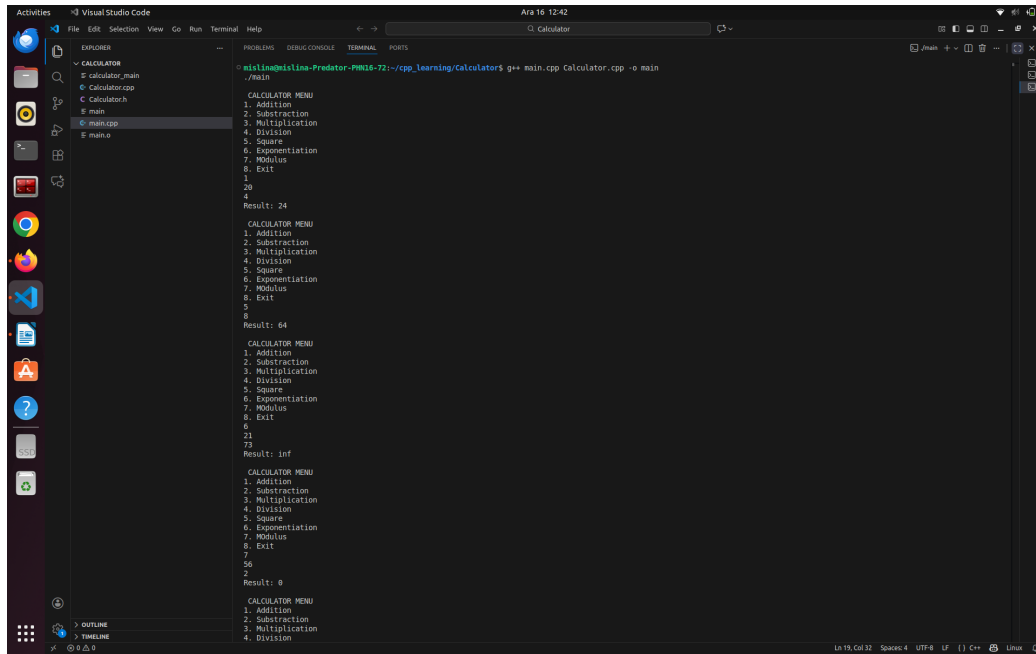 Activities
Visual Studio Code
Ara 16 12:42
File Edit Selection View Go Run Terminal Help
Calculator
EXPLORER
CALCULATOR
calculator_main
Calculator.cpp
C Calculator.h
main
main.cpp
main.o
OUTLINE
TIMELINE
PROBLEMS DEBUG CONSOLE TERMINAL PORTS
./main
mislina@mislina-Predator-PHN16-72:~/cpp_learning/Calculator$ g++ main.cpp Calculator.cpp -o main
./main
CALCULATOR MENU
1. Addition
2. Substraction
3. Multiplication
4. Division
5. Square
6. Exponentiation
7. MOdulus
8. Exit
1
20
4
Result: 24
CALCULATOR MENU
1. Addition
2. Substraction
3. Multiplication
4. Division
5. Square
6. Exponentiation
7. MOdulus
8. Exit
5
8
Result: 64
CALCULATOR MENU
1. Addition
2. Substraction
3. Multiplication
4. Division
5. Square
6. Exponentiation
7. MOdulus
8. Exit
6
21
73
Result: inf
CALCULATOR MENU
1. Addition
2. Substraction
3. Multiplication
4. Division
5. Square
6. Exponentiation
7. MOdulus
8. Exit
7
56
2
Result: 0
CALCULATOR MENU
1. Addition
2. Substraction
3. Multiplication
4. Division
SSD
0 0
Ln 19, Col 32 Spaces: 4 UTF-8 LF {} C++ Linux